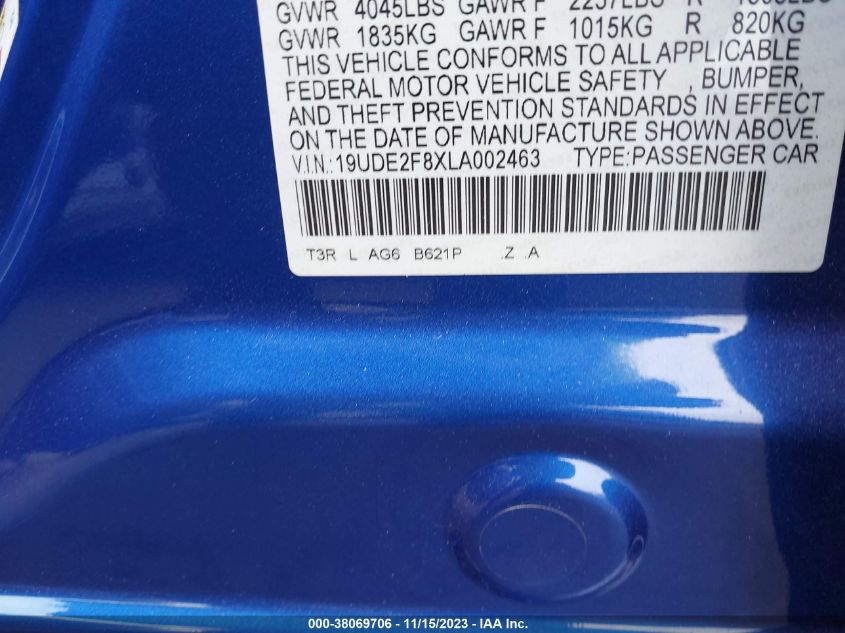 GVWR 4045LBS GAWR F 2237LBS R
GVWR 1835KG GAWR F 1015KG R 820KG
THIS VEHICLE CONFORMS TO ALL APPLICABLE
FEDERAL MOTOR VEHICLE SAFETY , BUMPER,
AND THEFT PREVENTION STANDARDS IN EFFECT
ON THE DATE OF MANUFACTURE SHOWN ABOVE.
V.I.N.: 19UDE2F8XLA002463 TYPE:PASSENGER CAR
T3R L AG6 B621P .Z .A
000-38069706 - 11/15/2023 - IAA Inc.